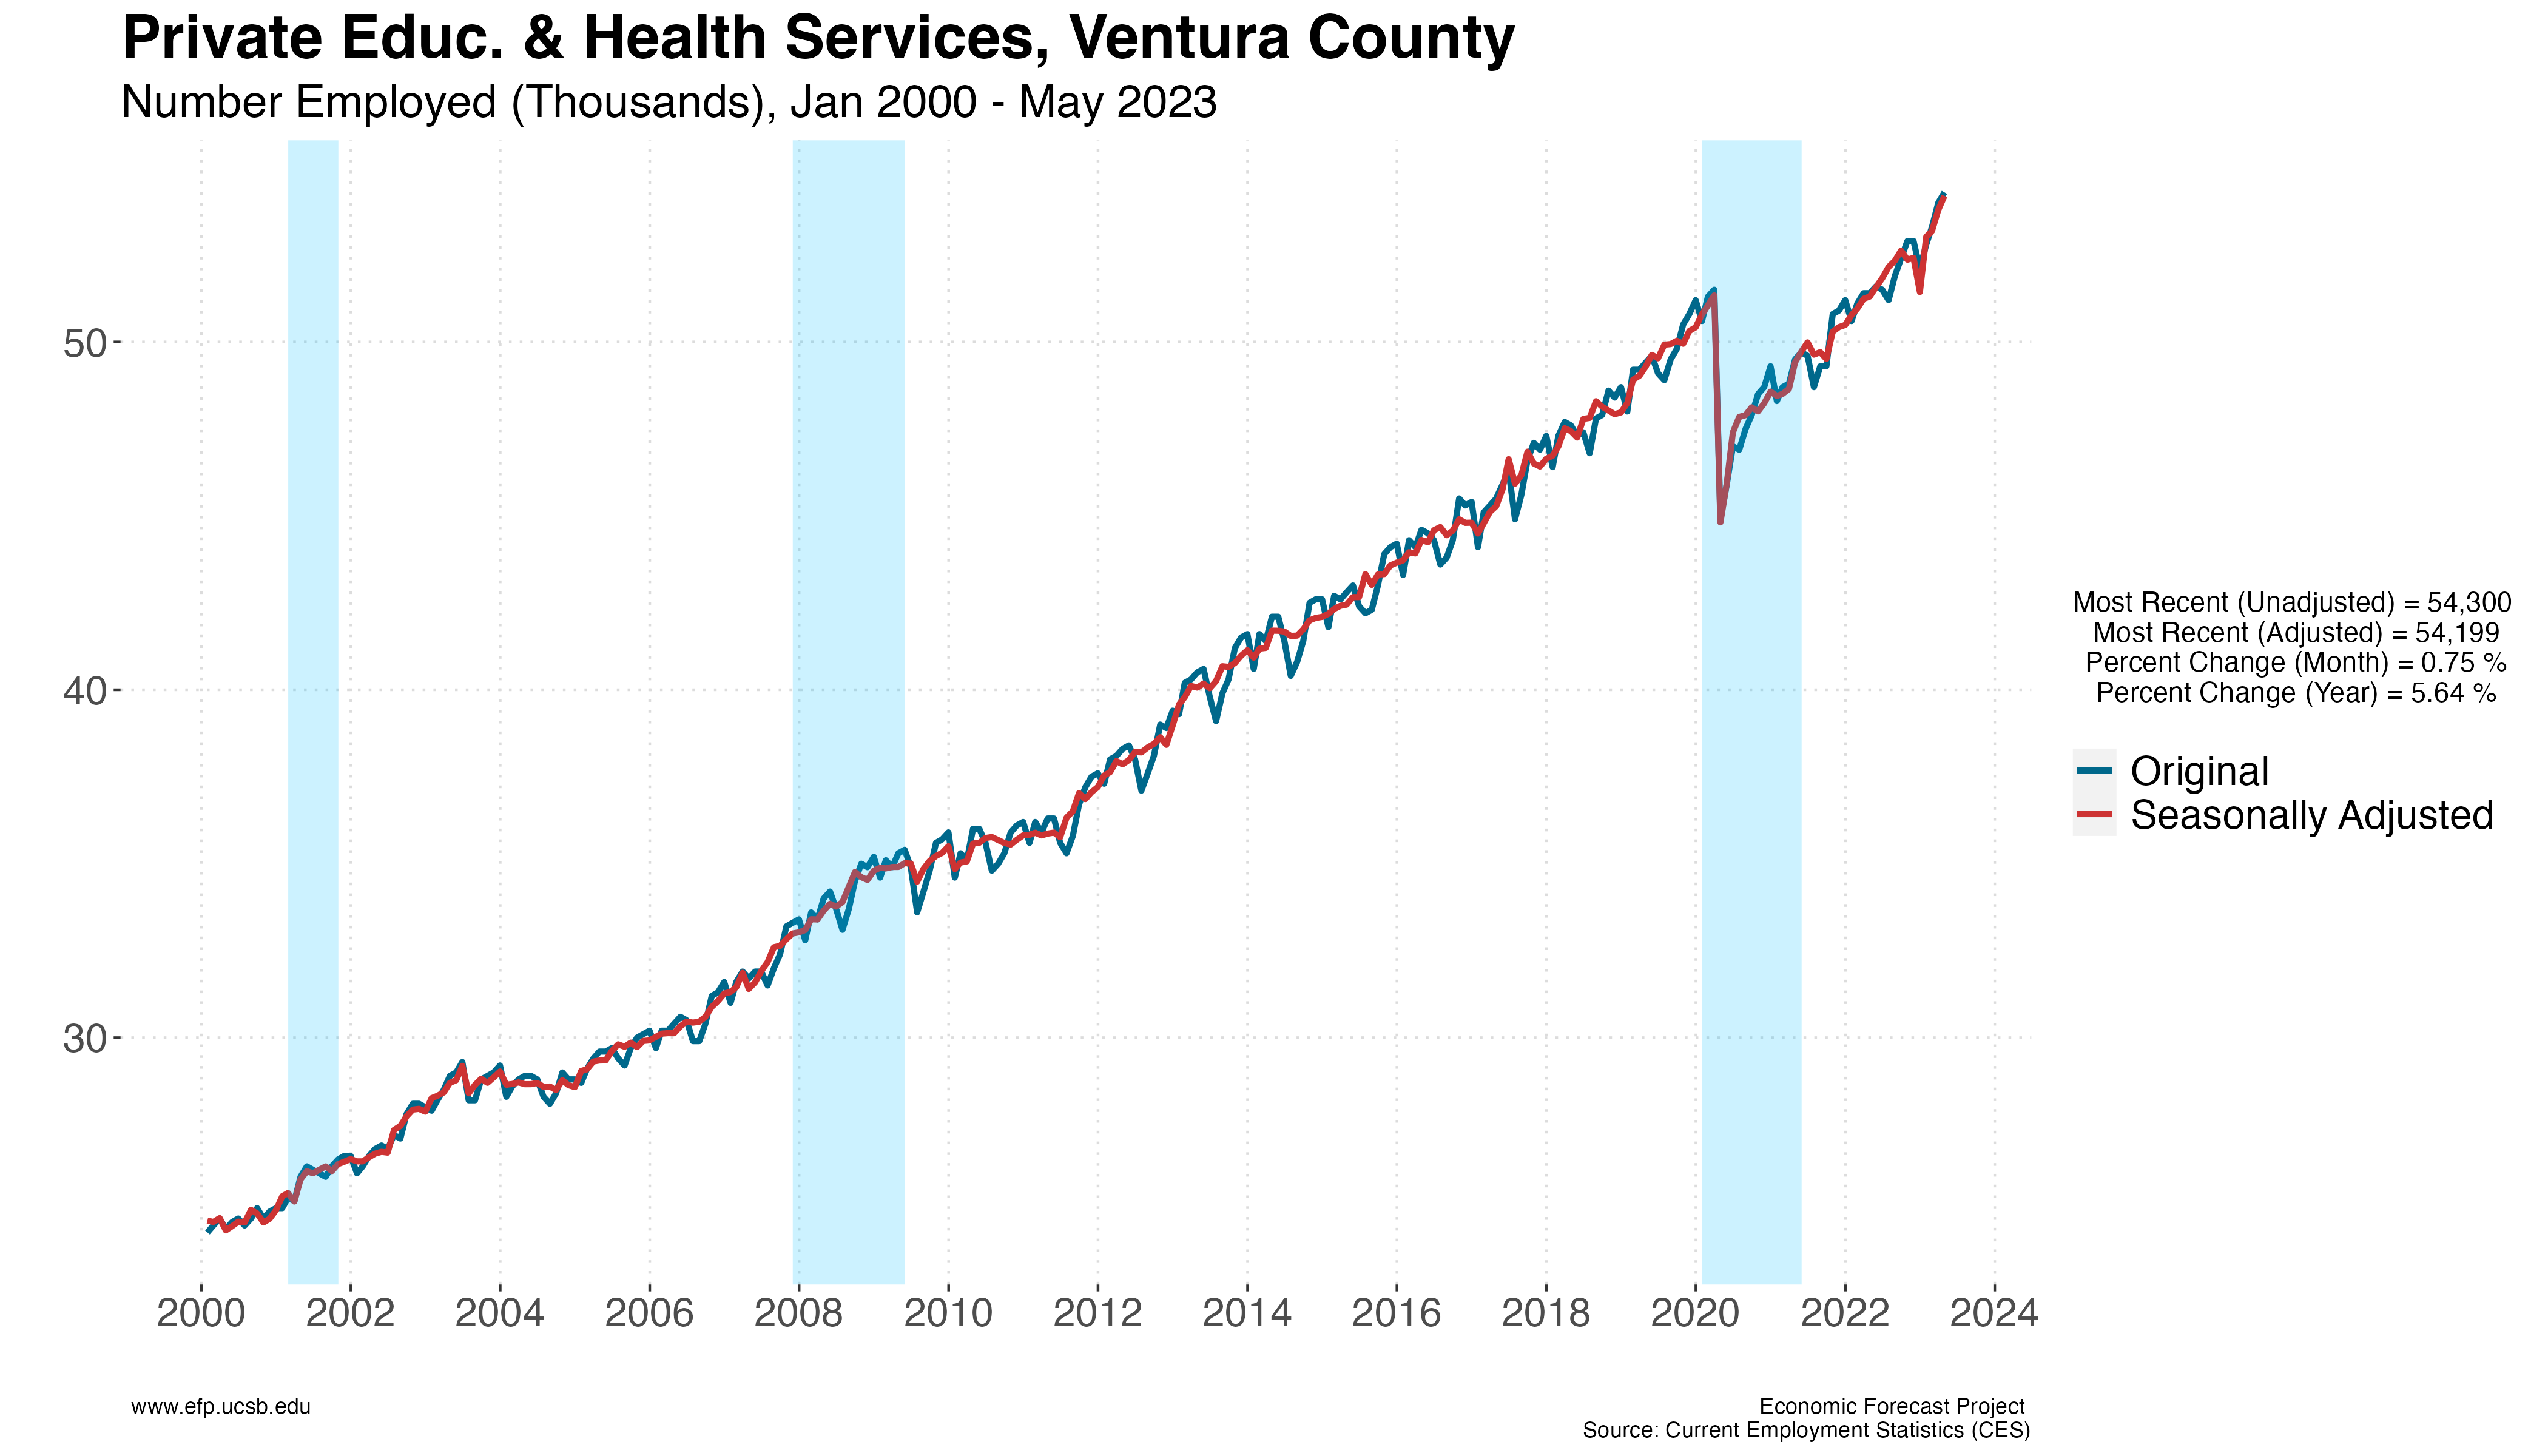 Private Educ. & Health Services, Ventura County
Number Employed (Thousands), Jan 2000 - May 2023
50
40
30
2000 2002 2004 2006 2008 2010 2012 2014 2016 2018 2020 2022 2024
Most Recent (Unadjusted) = 54,300
Most Recent (Adjusted) = 54,199
Percent Change (Month) = 0.75 %
Percent Change (Year) = 5.64 %
Original
Seasonally Adjusted
www.efp.ucsb.edu
Economic Forecast Project
Source: Current Employment Statistics (CES)